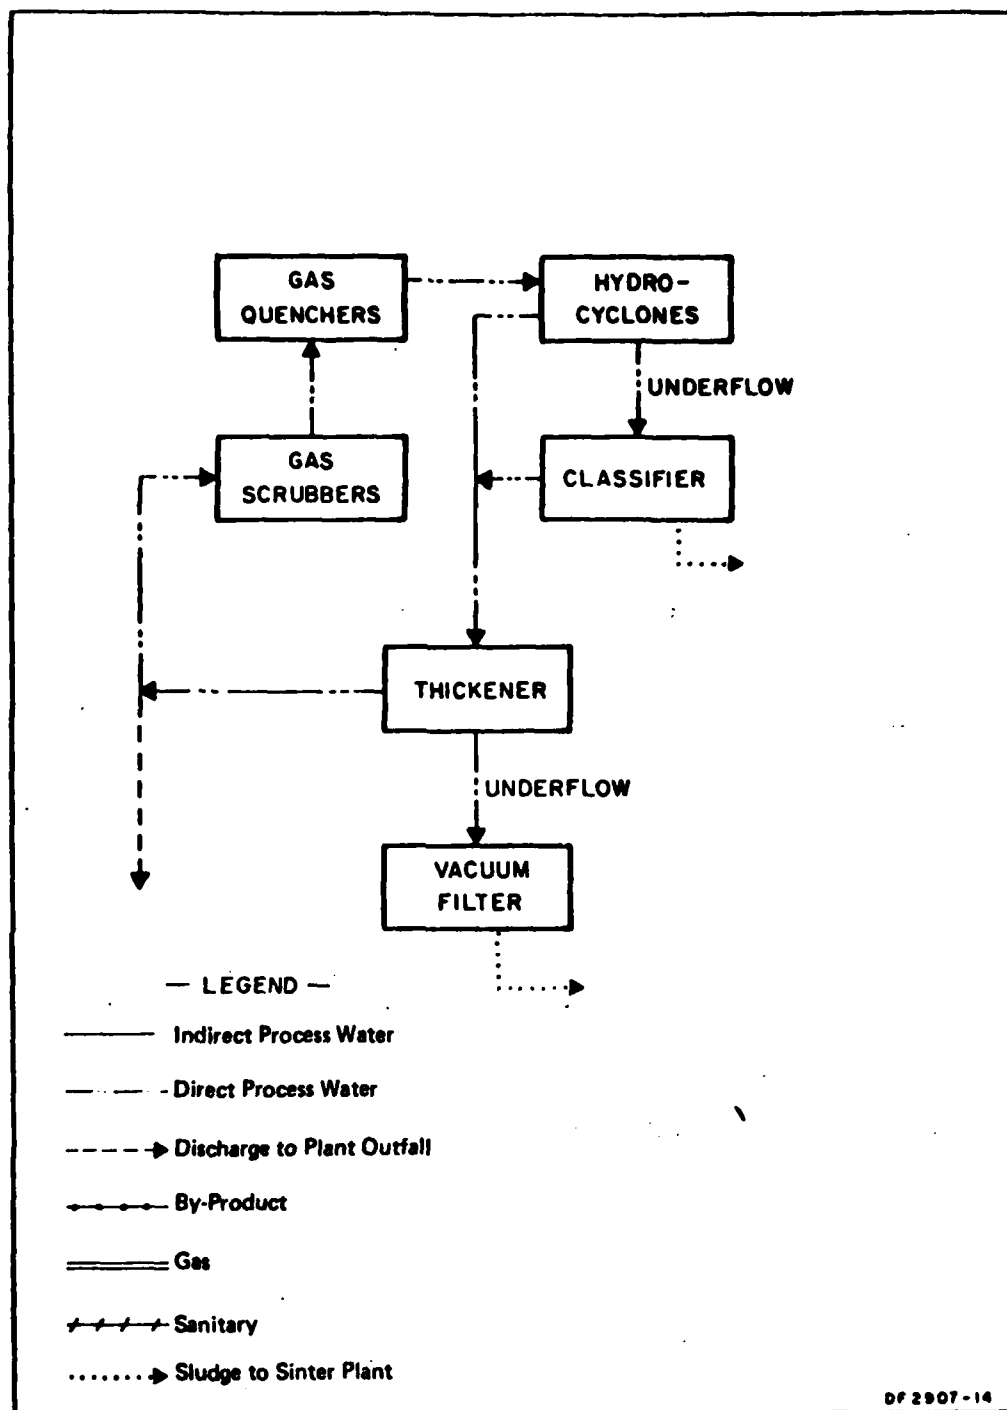 GAS
QUENCHERS
HYDRO-
CYCLONES
UNDERFLOW
GAS
SCRUBBERS
CLASSIFIER
THICKENER
UNDERFLOW
VACUUM
FILTER
— LEGEND —
Indirect Process Water
Direct Process Water
Discharge to Plant Outfall
By-Product
Gas
Sanitary
Sludge to Sinter Plant
DF 2907-14